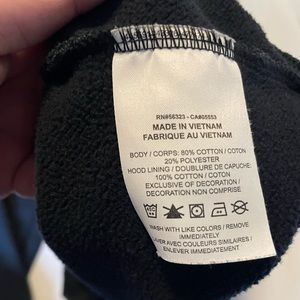 RN#56323 - CA#05553
MADE IN VIETNAM
FABRIQUE AU VIETNAM
BODY / CORPS: 80% COTTON / COTON
20% POLYESTER
HOOD LINING / DOUBLURE DE CAPUCHE:
100% COTTON / COTON
EXCLUSIVE OF DECORATION /
DECORATION NON COMPRISE
WASH WITH LIKE COLORS / REMOVE
IMMEDIATELY
LAVER AVEC COULEURS SIMILAIRES /
ENLEVER IMMEDIATEMENT